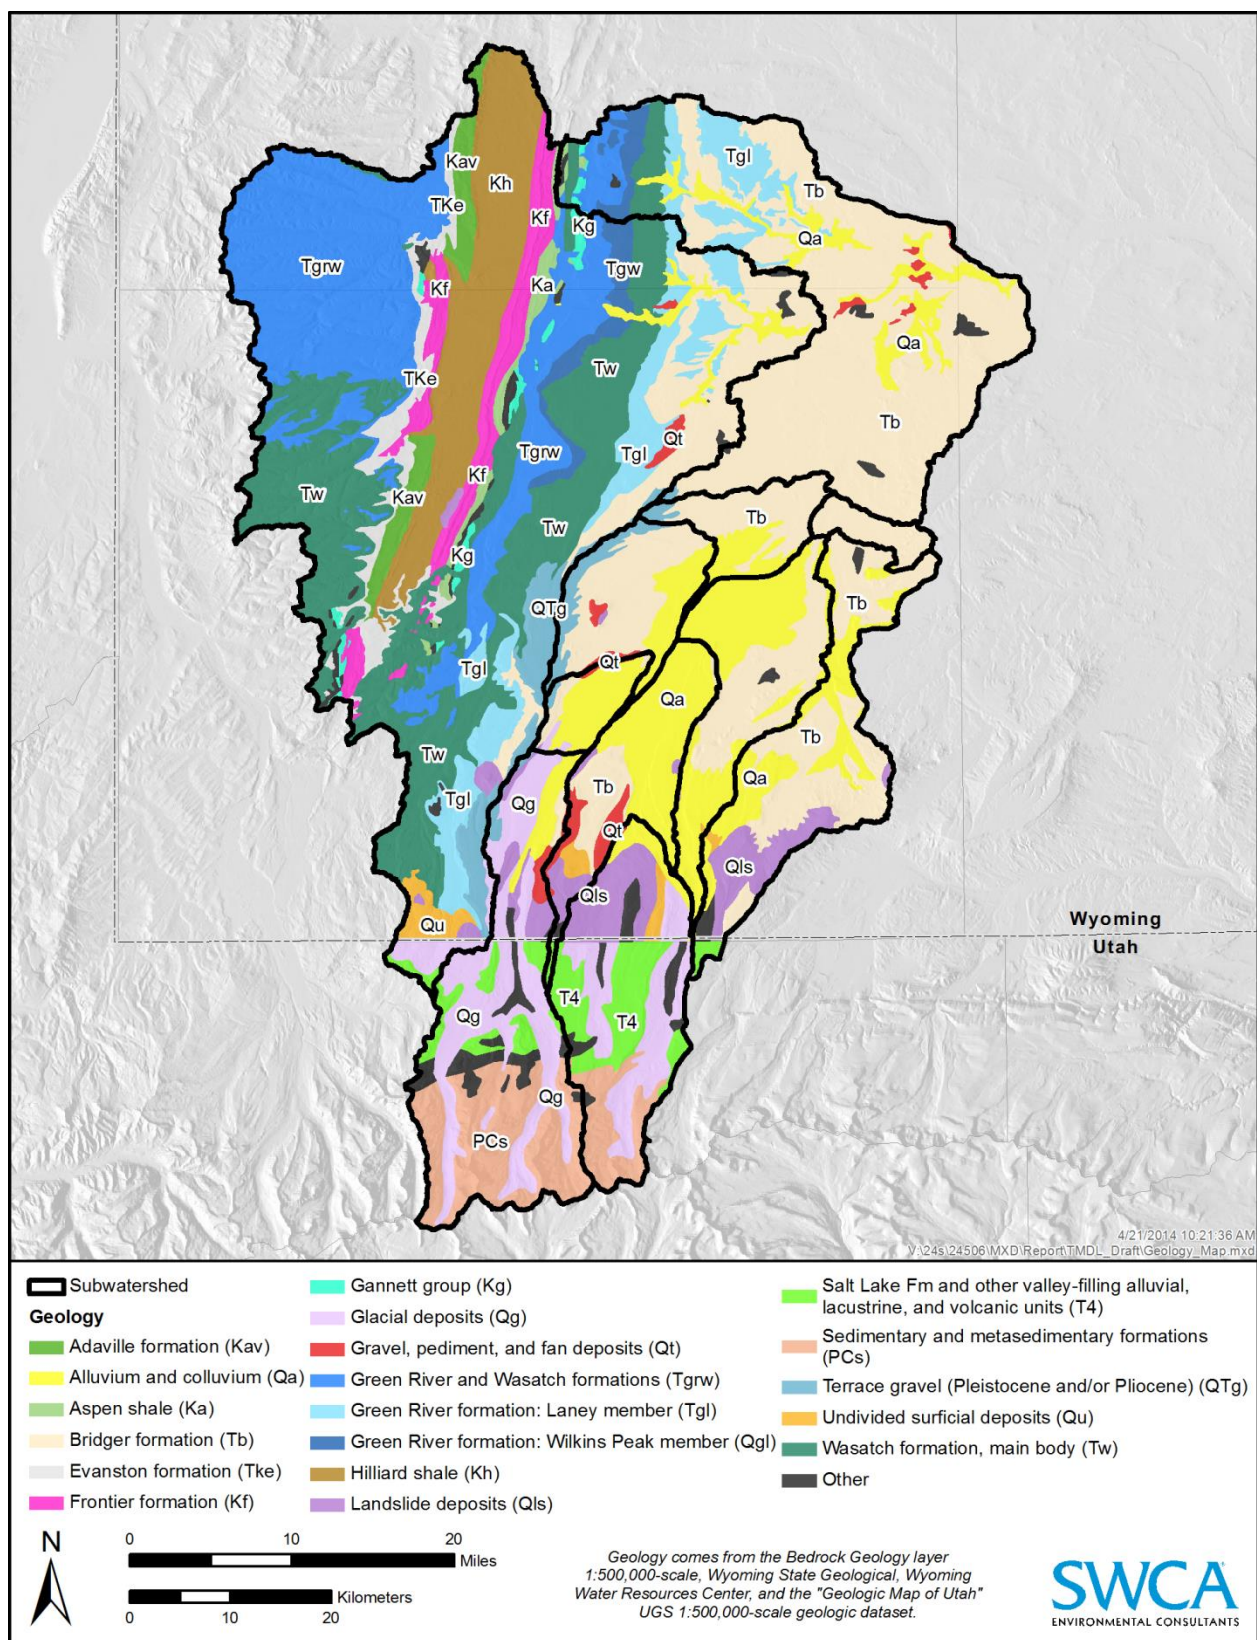 Kav
Tgl
Kh
Tb
TKe
Kf
Kg
Qa
Tgrw
Tgw
Kf
Ka
Qa
TKe
Tw
Tb
Qt
Tgrw
Tgl
Tw
Kf
Kav
Tb
Tw
Kg
Tb
QTg
Qt
Tgl
Qa
Tb
Tw
Qa
Tgl
Qg
Tb
Qt
Qls
Qls
Qu
Wyoming
Utah
T4
Qg
T4
Qg
PCs
4/21/2014 10:21:36 AM
V:\24s\24506\MXD\Report\TMDL_Draft\Geology_Map.mxd
Subwatershed
Geology
Adaville formation (Kav)
Alluvium and colluvium (Qa)
Aspen shale (Ka)
Bridger formation (Tb)
Evanston formation (Tke)
Frontier formation (Kf)
Gannett group (Kg)
Glacial deposits (Qg)
Gravel, pediment, and fan deposits (Qt)
Green River and Wasatch formations (Tgrw)
Green River formation: Laney member (Tgl)
Green River formation: Wilkins Peak member (Qgl)
Hilliard shale (Kh)
Landslide deposits (Qls)
Salt Lake Fm and other valley-filling alluvial,
lacustrine, and volcanic units (T4)
Sedimentary and metasedimentary formations
(PCs)
Terrace gravel (Pleistocene and/or Pliocene) (QTg)
Undivided surficial deposits (Qu)
Wasatch formation, main body (Tw)
Other
N
0 10 20
Miles
Kilometers
0 10 20
Geology comes from the Bedrock Geology layer
1:500,000-scale, Wyoming State Geological, Wyoming
Water Resources Center, and the "Geologic Map of Utah"
UGS 1:500,000-scale geologic dataset.
SWCA
ENVIRONMENTAL CONSULTANTS